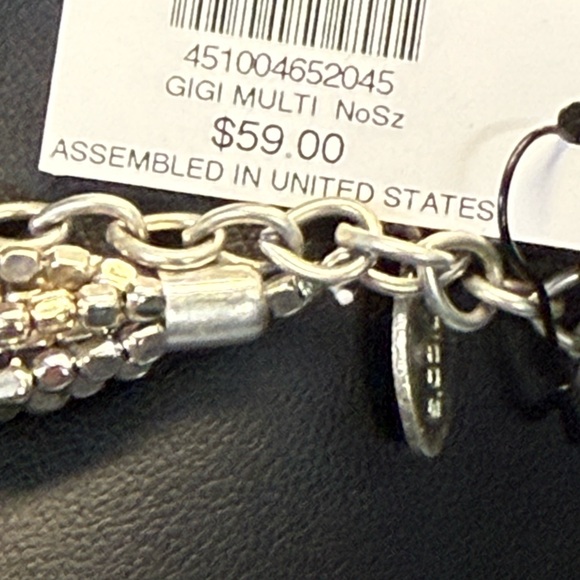 451004652045
GIGI MULTI NoSz
$59.00
ASSEMBLED IN UNITED STATES